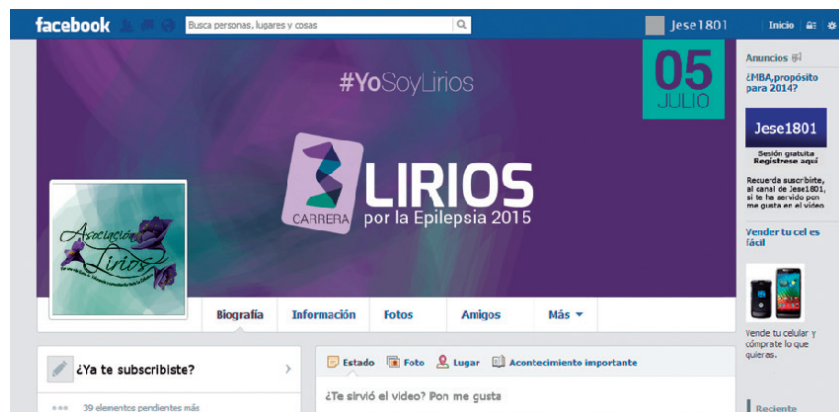 facebook
Busca personas, lugares y cosas
Jese1801
Inicio
#YoSoyLirios
05
JULIO
3 LIRIOS
CARRERA
por la Epilepsia 2015
Asociación
Lirios
Biografía
Información
Fotos
Amigos
Más
¿Ya te subscribiste?
39 elementos pendientes más
Estado
Foto
Lugar
Acontecimiento importante
¿Te sirvió el video? Pon me gusta
Anuncios
¿MBA,propósito
para 2014?
Jese1801
Sesión gratuita
Regístrese aquí
Recuerda suscribirte,
al canal de Jese1801,
si te ha servido pon
me gusta en el video
Vender tu cel es
fácil
Vende tu celular y
cómprate lo que
quieras.
Reciente